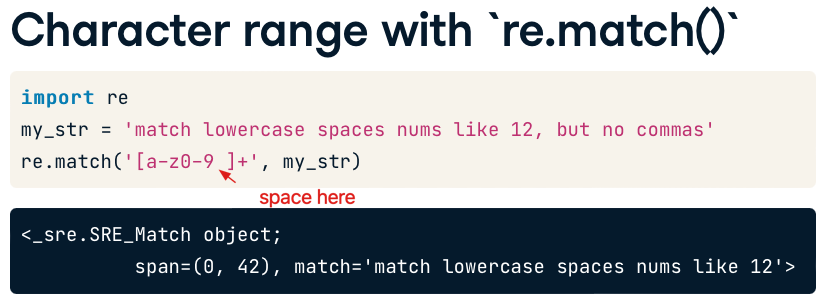 Character range with `re.match()`
import re
my_str = 'match lowercase spaces nums like 12, but no commas'
re.match('[a-z0-9 ]+', my_str)
space here
<_sre.SRE_Match object;
          span=(0, 42), match='match lowercase spaces nums like 12'>